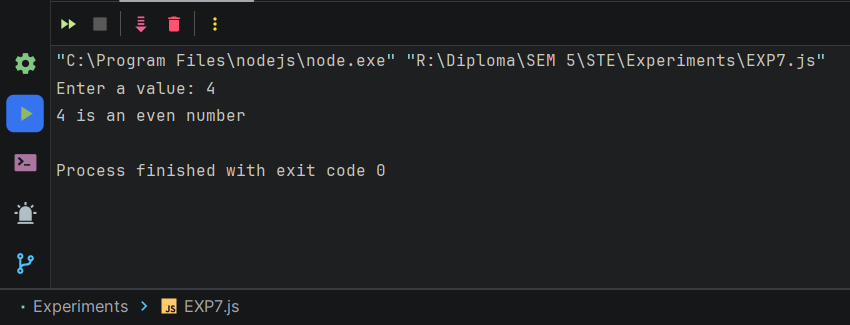 "C:\Program Files\nodejs\node.exe" "R:\Diploma\SEM 5\STE\Experiments\EXP7.js"
Enter a value: 4
4 is an even number
Process finished with exit code 0
Experiments > JS EXP7.js